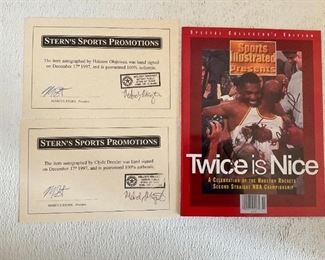 STERN'S SPORTS PROMOTIONS
The item autographed by Hakeem Olajuwon was hand signed
on December 17th 1997, and is guaranteed 100% authentic.
STERN'S SPORTS PROMOTIONS
The item autographed by Clyde Drexler was hand signed
on December 17th 1997, and is guaranteed 100% authentic.
SPECIAL COLLECTOR'S EDITION
Sports
Illustrated
PRESENTS
Twice is Nice
A CELEBRATION OF THE HOUSTON ROCKETS'
SECOND STRAIGHT NBA CHAMPIONSHIP